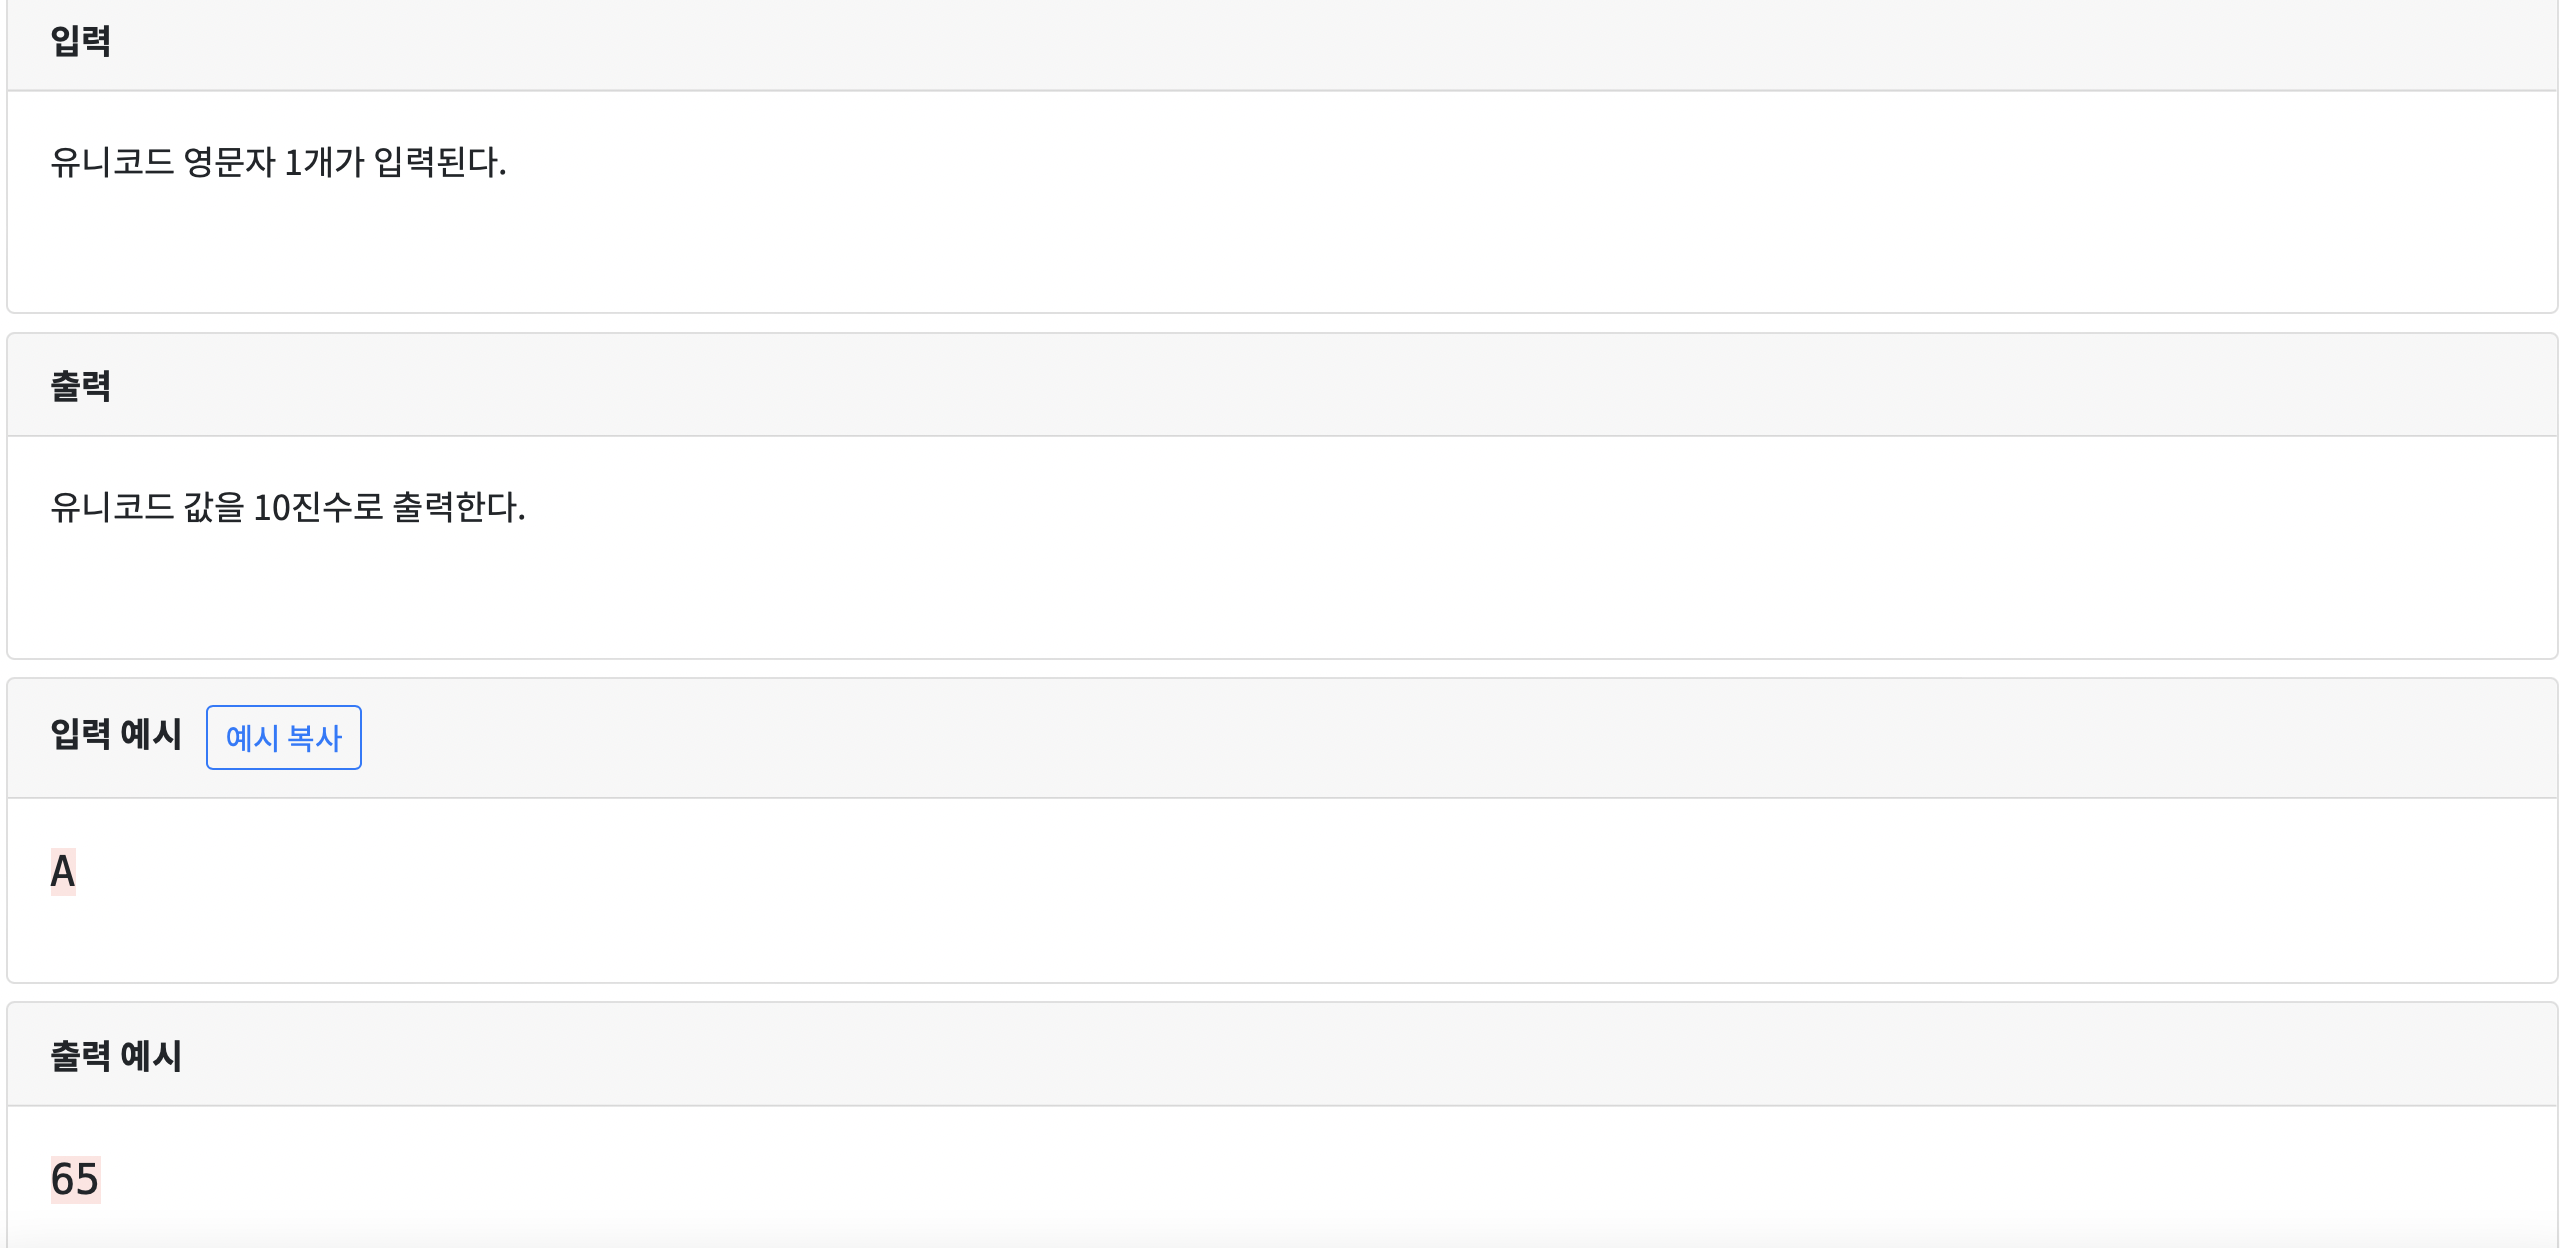 입력
유니코드 영문자 1개가 입력된다.
출력
유니코드 값을 10진수로 출력한다.
입력 예시 예시 복사
A
출력 예시
65